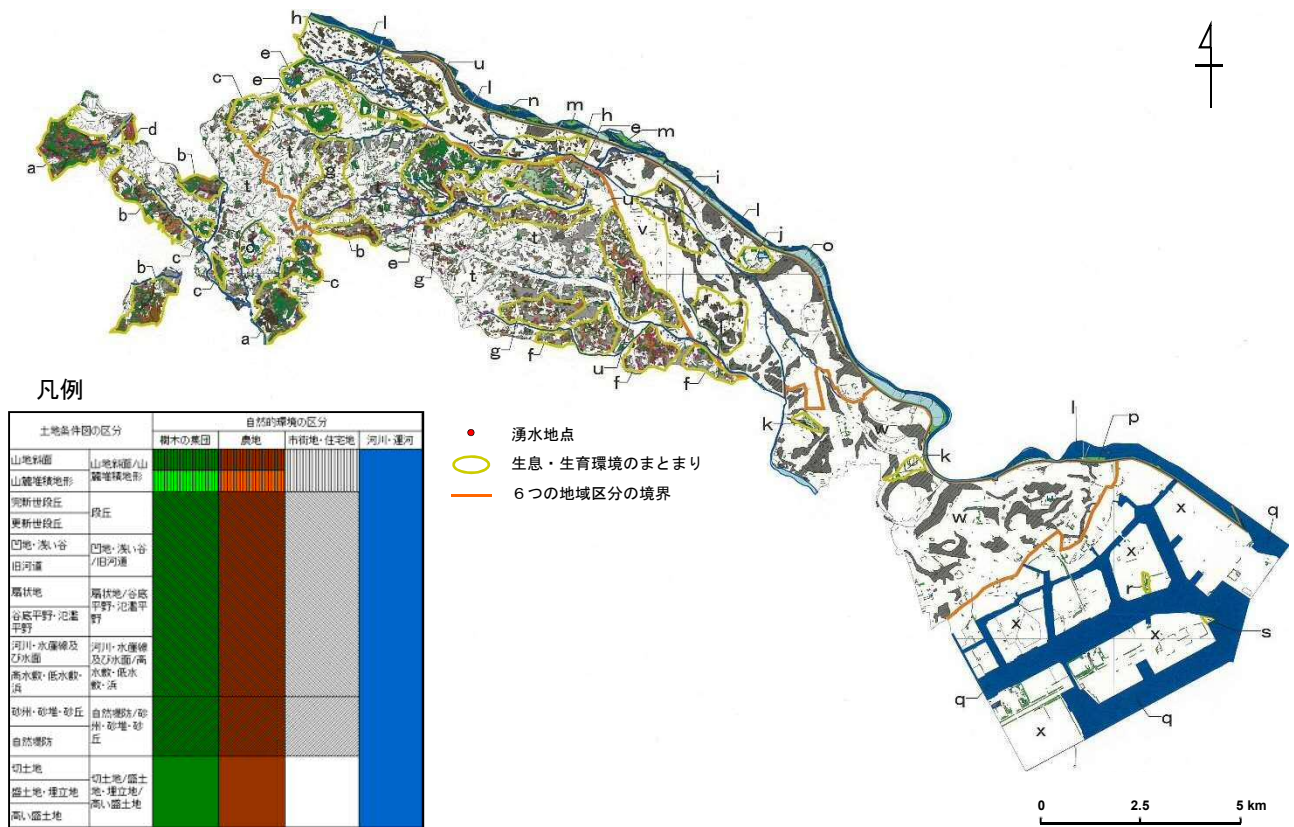 h
l
u
e
e
c
l
n
m
h
e
m
d
a
b
t
g
t
i
l
j
o
b
u
v
t
c
b
e
g
t
c
c
c
b
a
f
g
f
u
f
f
k
w
k
l
p
w
x
q
x
r
x
x
s
q
q
x
凡例
土地条件図の区分
自然的環境の区分
樹木の集団
農地
市街地・住宅地
河川・運河
山地斜面
山地斜面/山
麓堆積地形
山麓堆積地形
完新世段丘
段丘
更新世段丘
凹地・浅い谷
凹地・浅い谷
/旧河道
旧河道
扇状地
扇状地/谷底
平野・氾濫平
野
谷底平野・氾濫
平野
河川・水崖線及
び水面
河川・水崖線
及び水面/高
水敷・低水
敷・浜
高水敷・低水敷・
浜
砂州・砂堆・砂丘
自然堤防/砂
州・砂堆・砂
丘
自然堤防
切土地
切土地/盛土
地・埋立地/
高い盛土地
盛土地・埋立地
高い盛土地
湧水地点
生息・生育環境のまとまり
6つの地域区分の境界
0 2.5 5 km